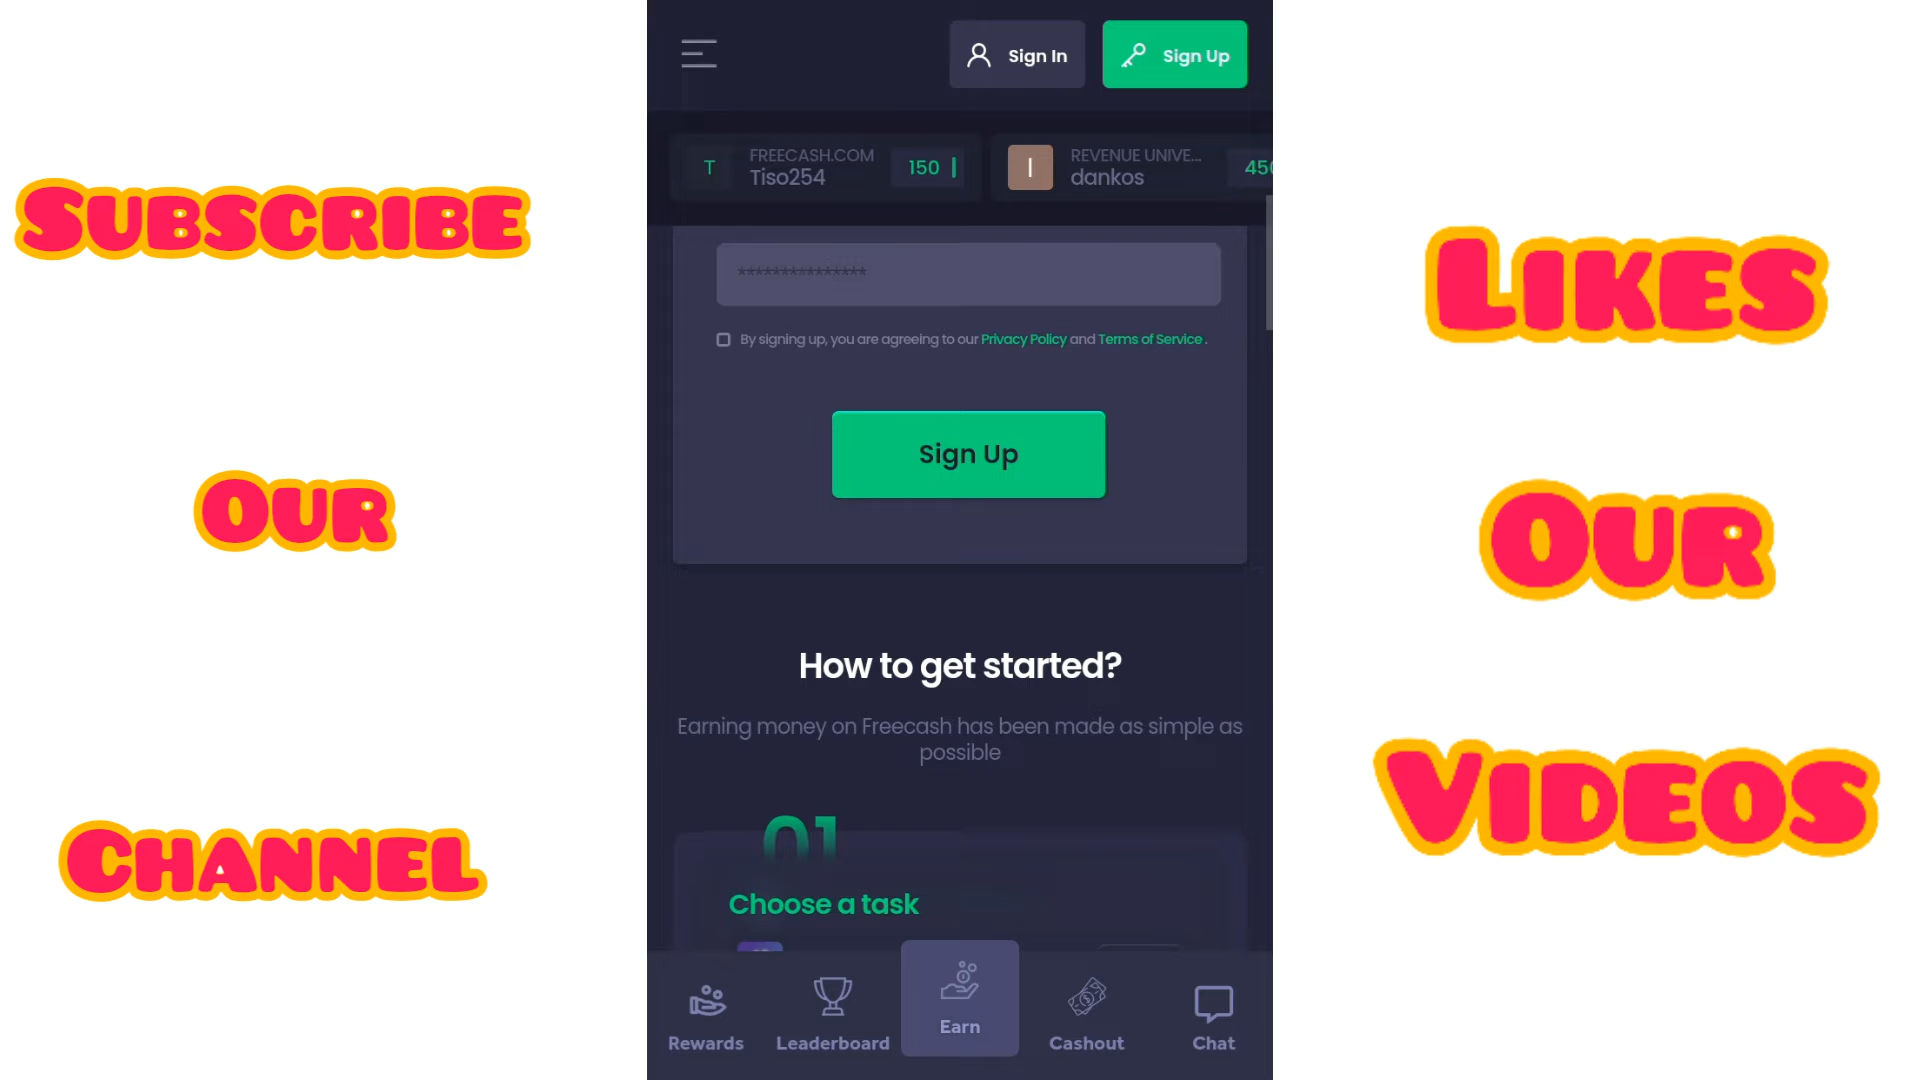 Subscribe
Our
Channel
Sign In
Sign Up
T
FREECASH.COM
Tiso254
150
I
REVENUE UNIVE...
dankos
450
***************
By signing up, you are agreeing to our Privacy Policy and Terms of Service .
Sign Up
How to get started?
Earning money on Freecash has been made as simple as
possible
01
Choose a task
Rewards
Leaderboard
Earn
Cashout
Chat
Likes
Our
Videos